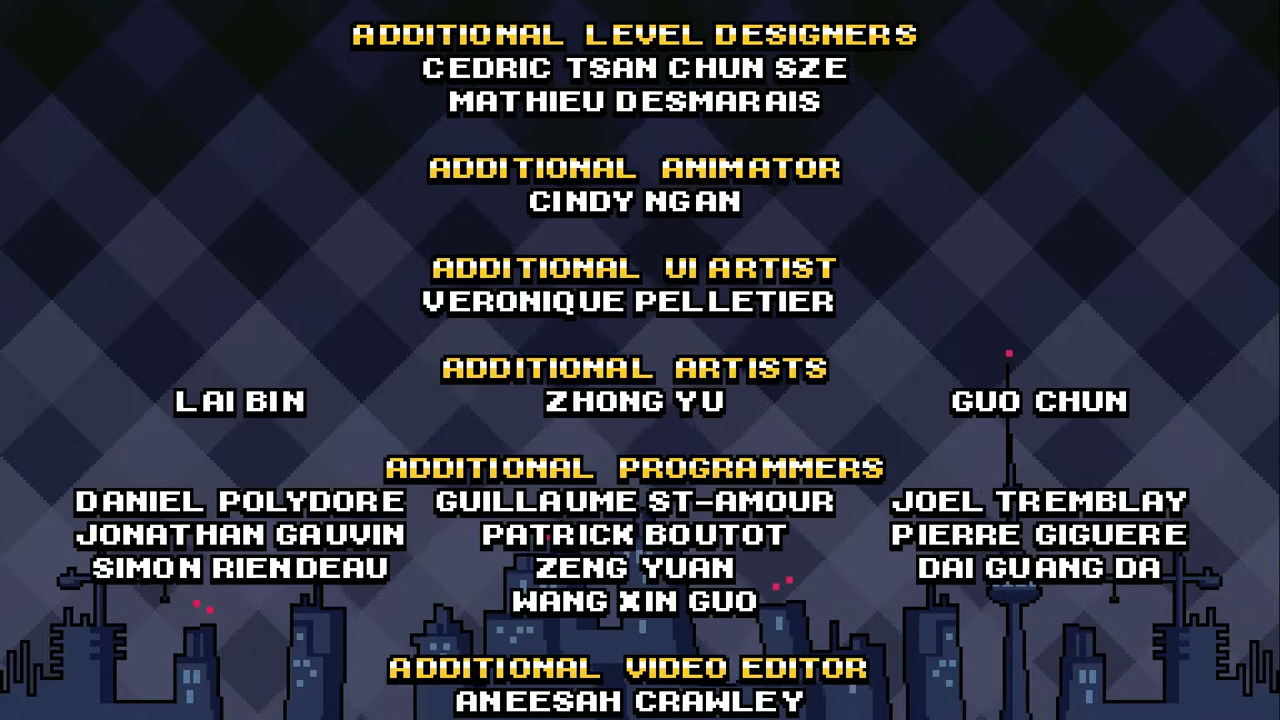 ADDITIONAL LEVEL DESIGNERS
CEDRIC TSAN CHUN SZE
MATHIEU DESMARAIS
ADDITIONAL ANIMATOR
CINDY NGAN
ADDITIONAL UI ARTIST
VERONIQUE PELLETIER
ADDITIONAL ARTISTS
LAI BIN ZHONG YU GUO CHUN
ADDITIONAL PROGRAMMERS
DANIEL POLYDORE GUILLAUME ST-AMOUR JOEL TREMBLAY
JONATHAN GAUVIN PATRICK BOUTOT PIERRE GIGUERE
SIMON RIENDEAU ZENG YUAN DAI GUANG DA
WANG XIN GUO
ADDITIONAL VIDEO EDITOR
ANEESAH CRAWLEY